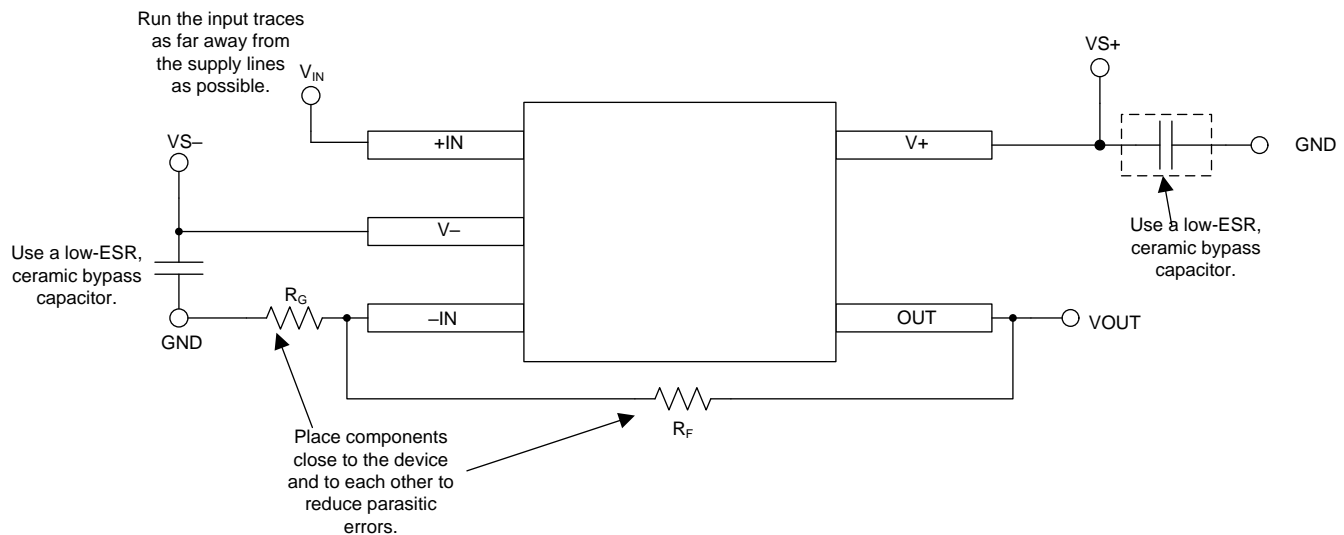 Run the input traces
as far away from
the supply lines
as possible.
VIN
VS–
+IN
V–
–IN
Use a low-ESR,
ceramic bypass
capacitor.
RG
GND
V+
OUT
VS+
GND
Use a low-ESR,
ceramic bypass
capacitor.
VOUT
RF
Place components
close to the device
and to each other to
reduce parasitic
errors.